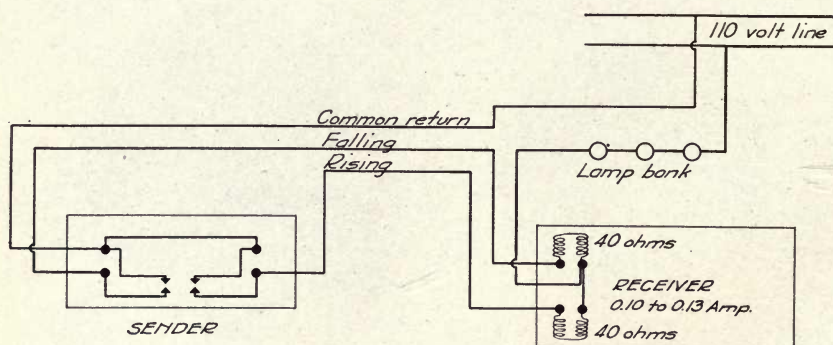 110 volt line
Common return
Falling
Rising
Lamp bank
40 ohms
RECEIVER
0.10 to 0.13 Amp.
40 ohms
SENDER